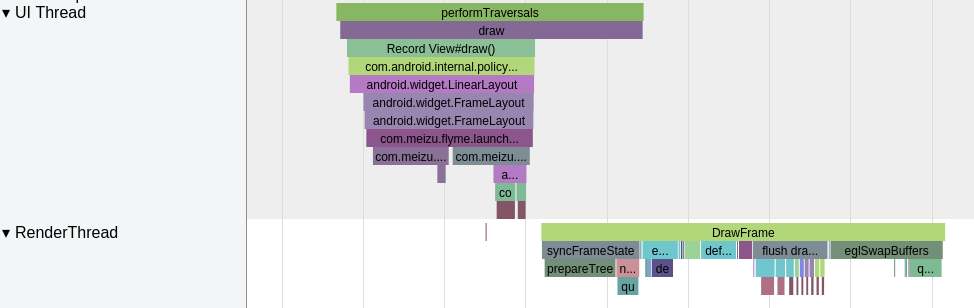 ▾ UI Thread
performTraversals
draw
Record View#draw()
com.android.internal.policy...
android.widget.LinearLayout
android.widget.FrameLayout
android.widget.FrameLayout
com.meizu.flyme.launch...
com.meizu.... com.meizu....
a...
co
▾ RenderThread
DrawFrame
syncFrameState e... def... flush dra... eglSwapBuffers
prepareTree n... de q...
qu